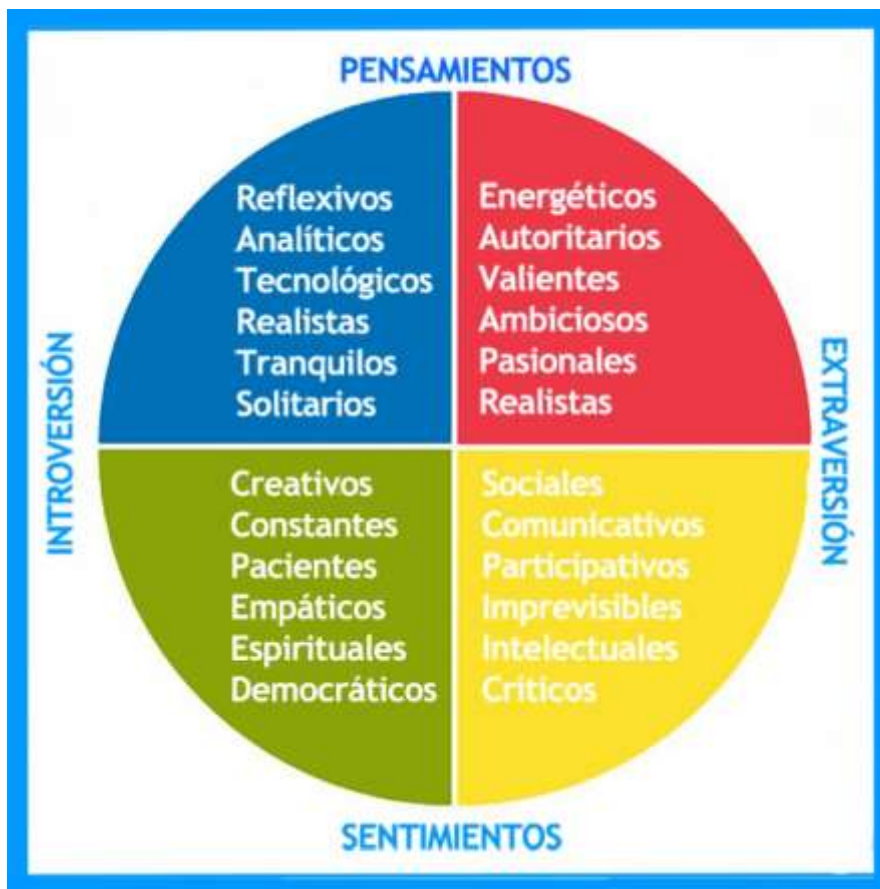 PENSAMIENTOS
Reflexivos
Analíticos
Tecnológicos
Realistas
Tranquilos
Solitarios
Energéticos
Autoritarios
Valientes
Ambiciosos
Pasionales
Realistas
INTROVERSIÓN
EXTRAVERSIÓN
Creativos
Constantes
Pacientes
Empáticos
Espirituales
Democráticos
Sociales
Comunicativos
Participativos
Imprevisibles
Intelectuales
Criticos
SENTIMIENTOS